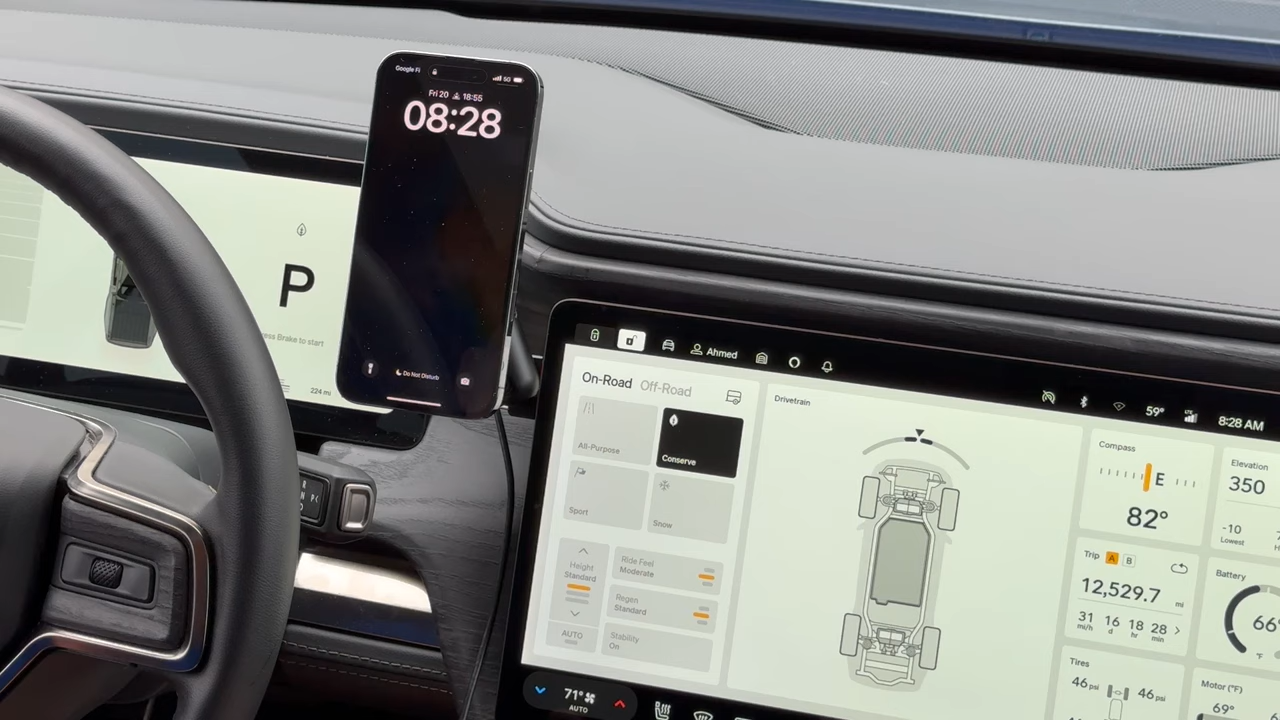 Google Fi
5G
Fri 20 18:55
08:28
Do Not Disturb
P
Brake to start
224 mi
R
P
D
Ahmed
59°
LTE
8:28 AM
On-Road Off-Road
All-Purpose
Conserve
Sport
Snow
Height
Standard
AUTO
Ride Feel
Moderate
Regen
Standard
Stability
On
Drivetrain
Compass
E
82°
Elevation
350
-10
Lowest
Trip A B
12,529.7 mi
31 16 18 28
mi/h d hr min
Battery
66°
°F
Tires
46 psi 46 psi
Motor (°F)
69°
71°
AUTO